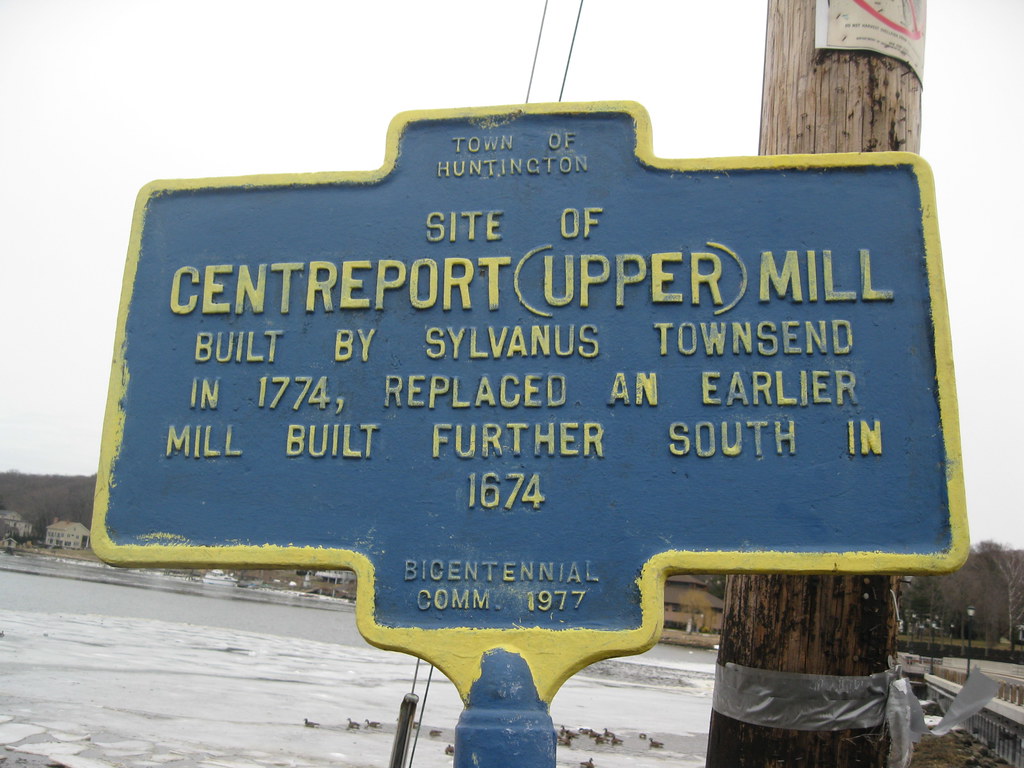 TOWN OF
HUNTINGTON
SITE OF
CENTREPORT (UPPER) MILL
BUILT BY SYLVANUS TOWNSEND
IN 1774, REPLACED AN EARLIER
MILL BUILT FURTHER SOUTH IN
1674
BICENTENNIAL
COMM. 1977